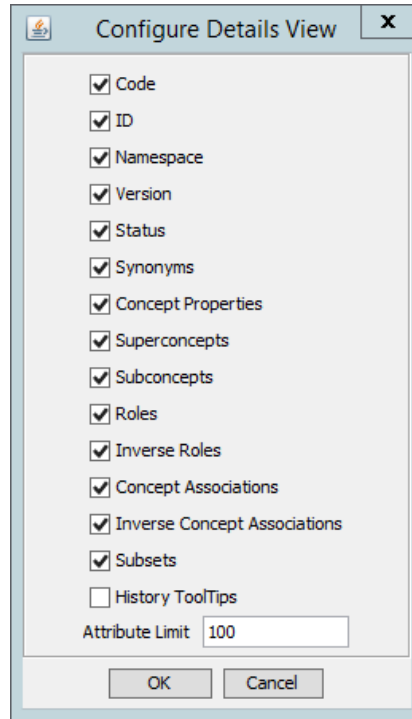 Configure Details View
x
Code
ID
Namespace
Version
Status
Synonyms
Concept Properties
Superconcepts
Subconcepts
Roles
Inverse Roles
Concept Associations
Inverse Concept Associations
Subsets
History ToolTips
Attribute Limit 100
OK Cancel